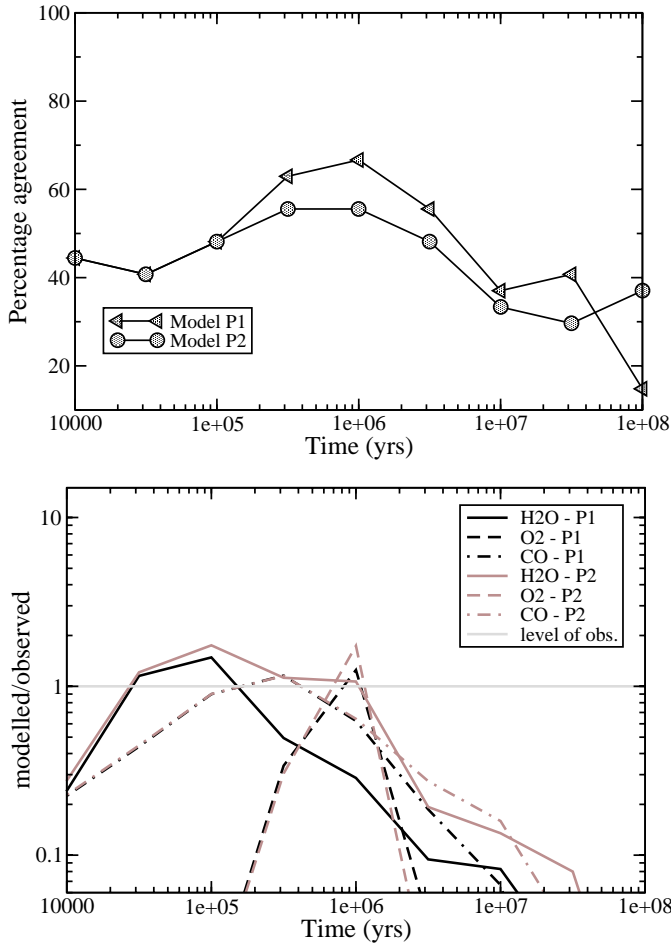 100
80
60
40
20
Percentage agreement
Model P1
Model P2
10000 1e+05 1e+06 1e+07 1e+08
Time (yrs)
10
1
0.1
modelled/observed
H2O - P1
O2 - P1
CO - P1
H2O - P2
O2 - P2
CO - P2
level of obs.
10000 1e+05 1e+06 1e+07 1e+08
Time (yrs)